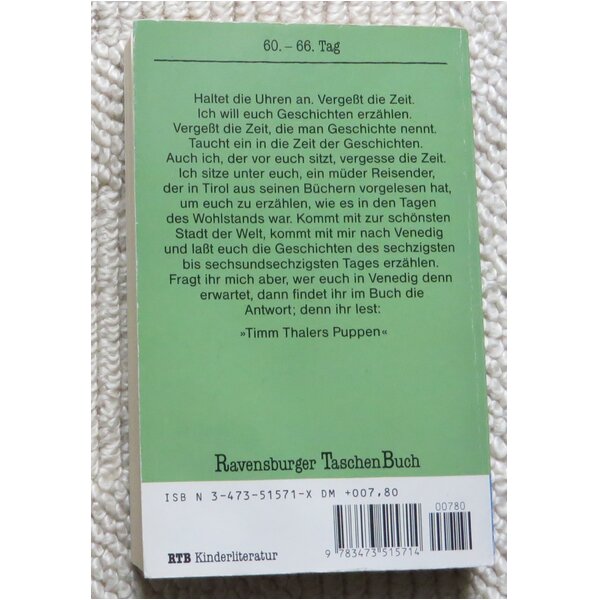 60. – 66. Tag
Haltet die Uhren an. Vergeßt die Zeit.
Ich will euch Geschichten erzählen.
Vergeßt die Zeit, die man Geschichte nennt.
Taucht ein in die Zeit der Geschichten.
Auch ich, der vor euch sitzt, vergesse die Zeit.
Ich sitze unter euch, ein müder Reisender,
der in Tirol aus seinen Büchern vorgelesen hat,
um euch zu erzählen, wie es in den Tagen
des Wohlstands war. Kommt mit zur schönsten
Stadt der Welt, kommt mit mir nach Venedig
und laßt euch die Geschichten des sechzigsten
bis sechsundsechzigsten Tages erzählen.
Fragt ihr mich aber, wer euch in Venedig denn
erwartet, dann findet ihr im Buch die
Antwort; denn ihr lest:
»Timm Thalers Puppen«
Ravensburger TaschenBuch
ISB N 3-473-51571-X DM +007,80
00780
9 783473 515714
RTB Kinderliteratur